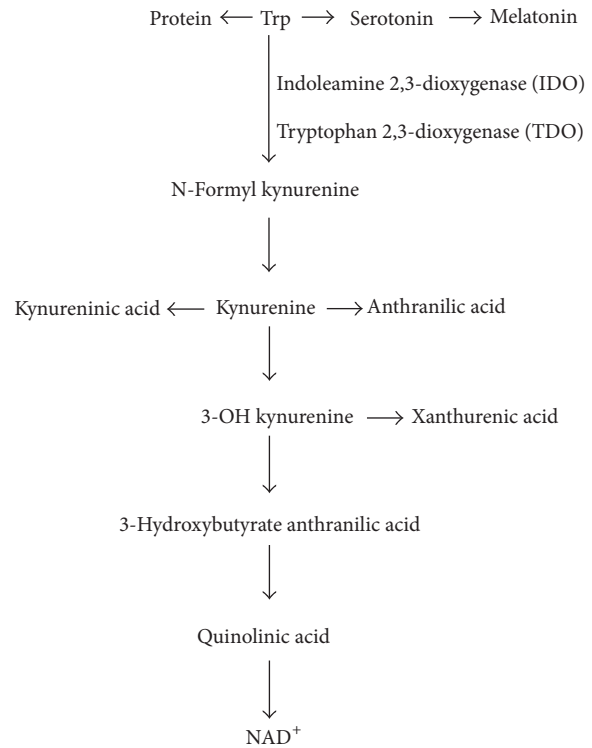 Protein Trp Serotonin Melatonin
Indoleamine 2,3-dioxygenase (IDO)
Tryptophan 2,3-dioxygenase (TDO)
N-Formyl kynurenine
Kynureninic acid Kynurenine Anthranilic acid
3-OH kynurenine Xanthurenic acid
3-Hydroxybutyrate anthranilic acid
Quinolinic acid
NAD⁺